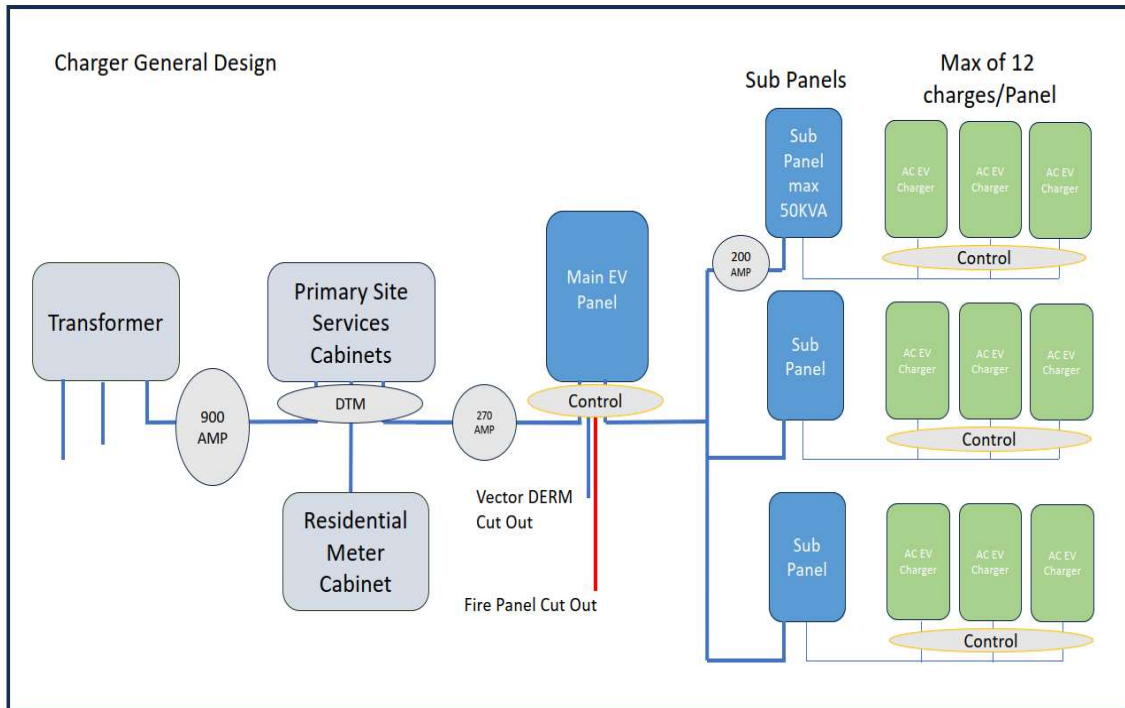 Charger General Design
Sub Panels
Max of 12
charges/Panel
Sub
Panel
max
50KVA
AC EV
Charger
AC EV
Charger
AC EV
Charger
200
AMP
Control
Transformer
Primary Site
Services
Cabinets
Main EV
Panel
Sub
Panel
AC EV
Charger
AC EV
Charger
AC EV
Charger
900
AMP
DTM
270
AMP
Control
Control
Vector DERM
Cut Out
Residential
Meter
Cabinet
Fire Panel Cut Out
Sub
Panel
AC EV
Charger
AC EV
Charger
AC EV
Charger
Control